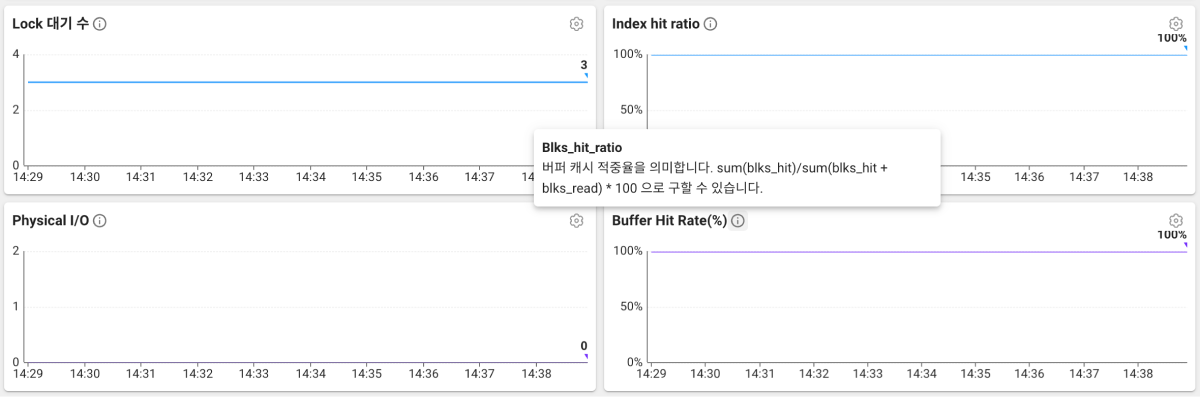 Lock 대기 수
4
2
0
3
14:29 14:30 14:31 14:32 14:33 14:34 14:35 14:36 14:37 14:38
Index hit ratio
100%
50%
100%
14:35 14:36 14:37 14:38
Blks_hit_ratio
버퍼 캐시 적중율을 의미합니다. sum(blks_hit)/sum(blks_hit +
blks_read) * 100 으로 구할 수 있습니다.
Physical I/O
2
1
0
0
14:29 14:30 14:31 14:32 14:33 14:34 14:35 14:36 14:37 14:38
Buffer Hit Rate(%)
100%
50%
0%
100%
14:29 14:30 14:31 14:32 14:33 14:34 14:35 14:36 14:37 14:38